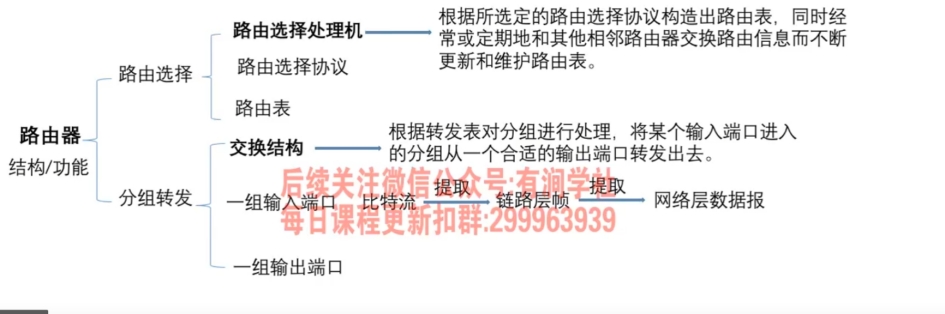 根据所选定的路由选择协议构造出路由表，同时经
路由选择处理机
常或定期地和其他相邻路由器交换路由信息而不断
更新和维护路由表。
路由选择
路由选择协议
路由表
路由器
结构/功能
根据转发表对分组进行处理，将某个输入端口进入
交换结构
的分组从一个合适的输出端口转发出去。
后续关注微信公众号:有涧学社
分组转发
一组输入端口
比特流
提取
链路层帧
提取
网络层数据报
每日课程更新扣群:299963939
一组输出端口